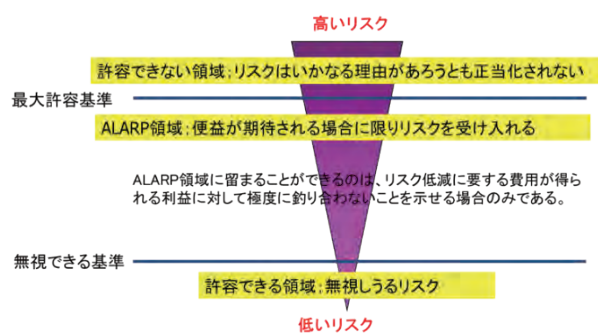 高いリスク
許容できない領域;リスクはいかなる理由があろうとも正当化されない
最大許容基準
ALARP領域;便益が期待される場合に限りリスクを受け入れる
ALARP領域に留まることができるのは、リスク低減に要する費用が得ら
れる利益に対して極度に釣り合わないことを示せる場合のみである。
無視できる基準
許容できる領域;無視しうるリスク
低いリスク